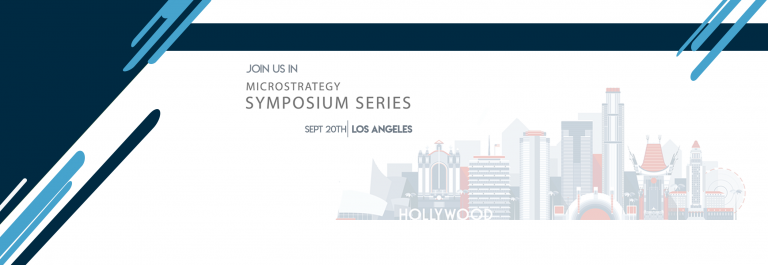 JOIN US IN
MICROSTRATEGY
SYMPOSIUM SERIES
SEPT 20TH LOS ANGELES
HOLLYWOOD